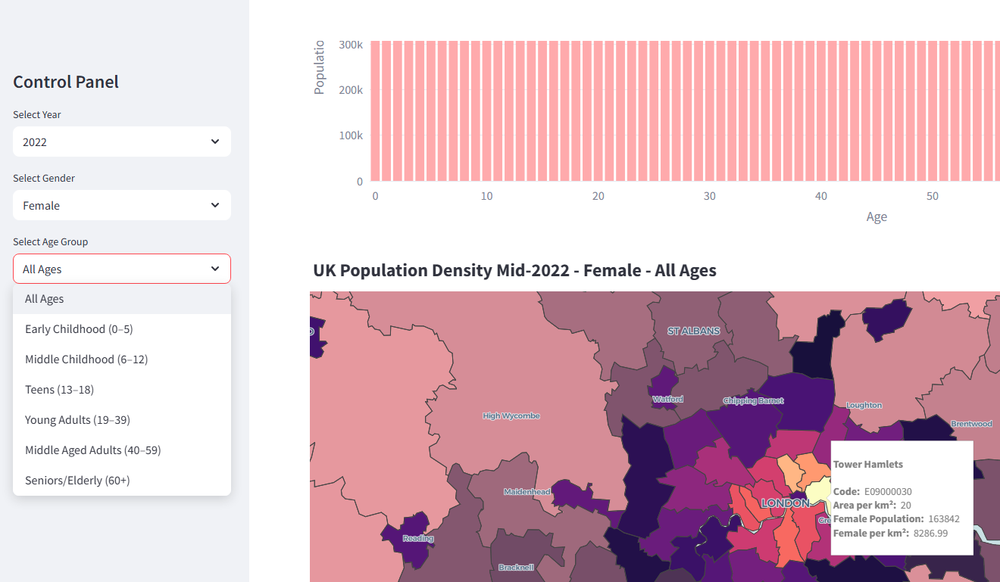 Control Panel
Select Year
2022
Select Gender
Female
Select Age Group
All Ages
All Ages
Early Childhood (0–5)
Middle Childhood (6–12)
Teens (13–18)
Young Adults (19–39)
Middle Aged Adults (40–59)
Seniors/Elderly (60+)
Populatio
300k
200k
100k
0
0 10 20 30 40 50
Age
UK Population Density Mid-2022 - Female - All Ages
ST ALBANS
Watford
Chipping Barnet
High Wycombe
Loughton
Brentwood
Maidenhead
LONDON
Reading
Bracknell
Tower Hamlets
Code: E09000030
Area per km²: 20
Female Population: 163842
Female per km²: 8286.99